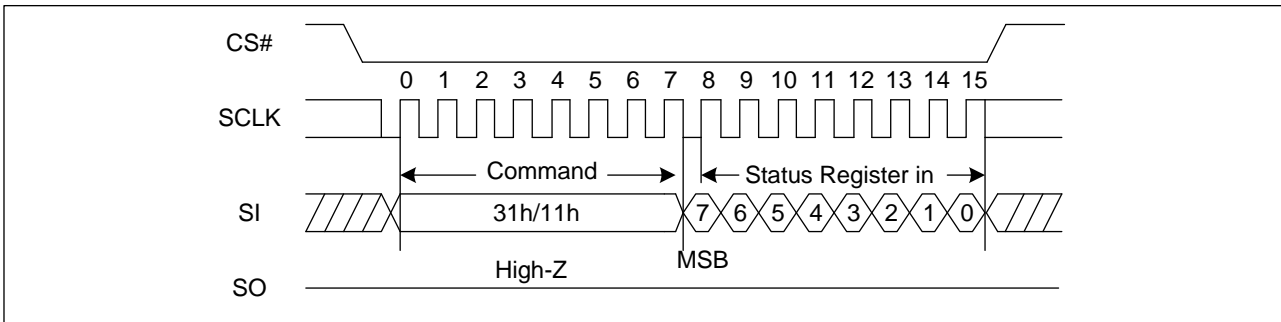 CS#
0 1 2 3 4 5 6 7 8 9 10 11 12 13 14 15
SCLK
Command Status Register in
SI 31h/11h 7 6 5 4 3 2 1 0
High-Z MSB
SO